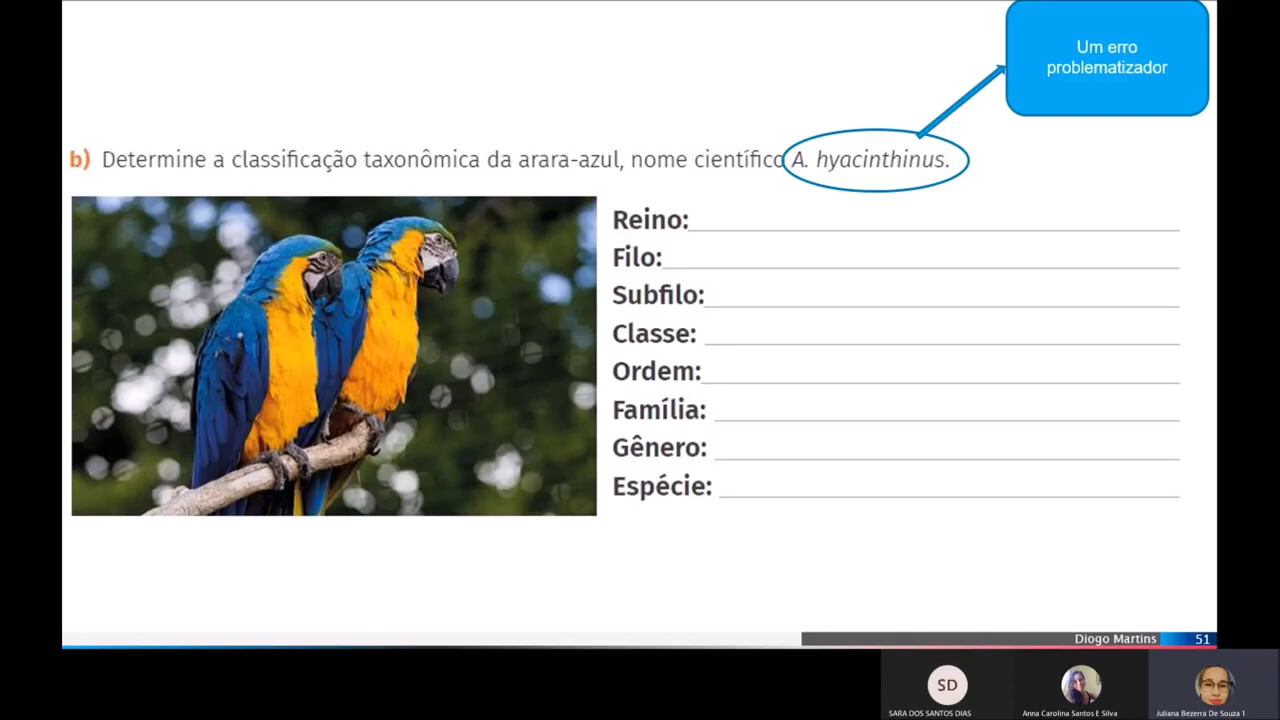 Um erro
problematizador
b) Determine a classificação taxonômica da arara-azul, nome científico A. hyacinthinus.
Reino:
Filo:
Subfilo:
Classe:
Ordem:
Família:
Gênero:
Espécie:
Diogo Martins 51
SD
SARA DOS SANTOS DIAS
Anna Carolina Santos E Silva
Juliana Bezerra De Souza 1